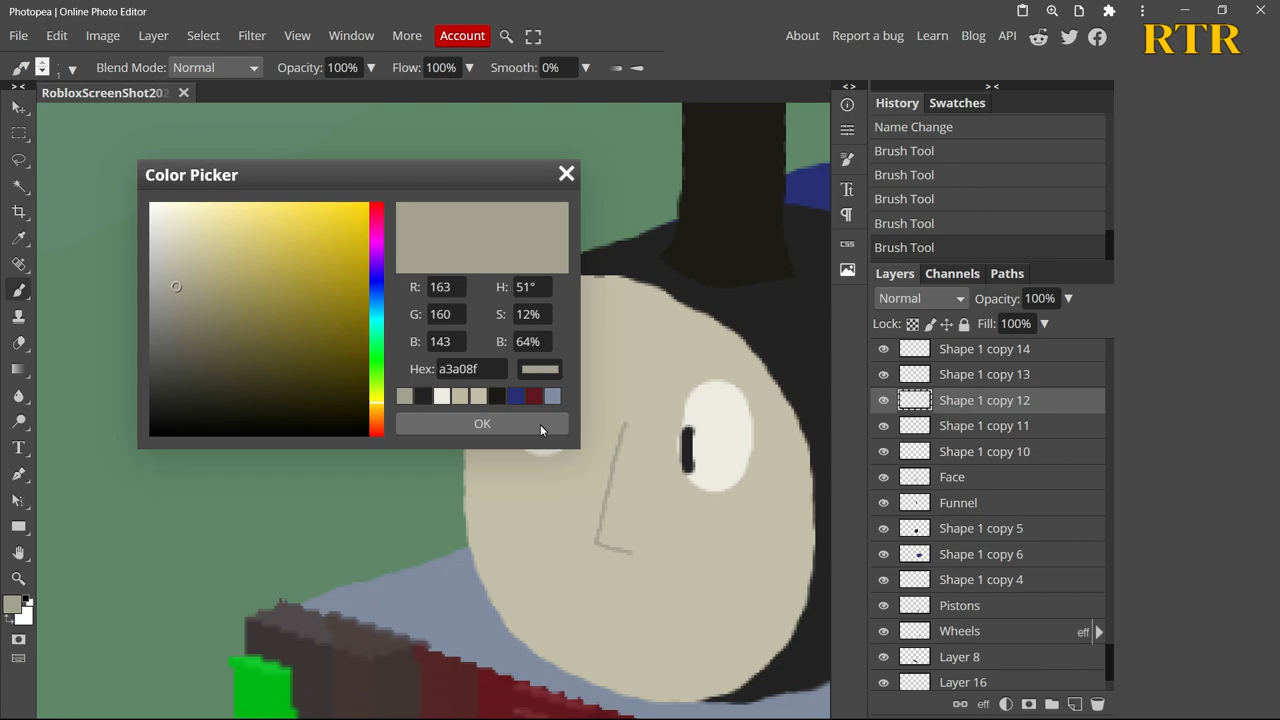 Photopea | Online Photo Editor
File Edit Image Layer Select Filter View Window More Account
About Report a bug Learn Blog API
RTR
1 Blend Mode: Normal Opacity: 100% Flow: 100% Smooth: 0%
> < RobloxScreenShot202 < > > <
History Swatches
Name Change
Brush Tool
Brush Tool
Brush Tool
Brush Tool
Brush Tool
CSS
Color Picker
R: 163 H: 51°
G: 160 S: 12%
B: 143 B: 64%
Hex: a3a08f
OK
Layers Channels Paths
Normal Opacity: 100%
Lock: Fill: 100%
Shape 1 copy 14
Shape 1 copy 13
Shape 1 copy 12
Shape 1 copy 11
Shape 1 copy 10
Face
Funnel
Shape 1 copy 5
Shape 1 copy 6
Shape 1 copy 4
Pistons
Wheels eff
Layer 8
Layer 16
eff